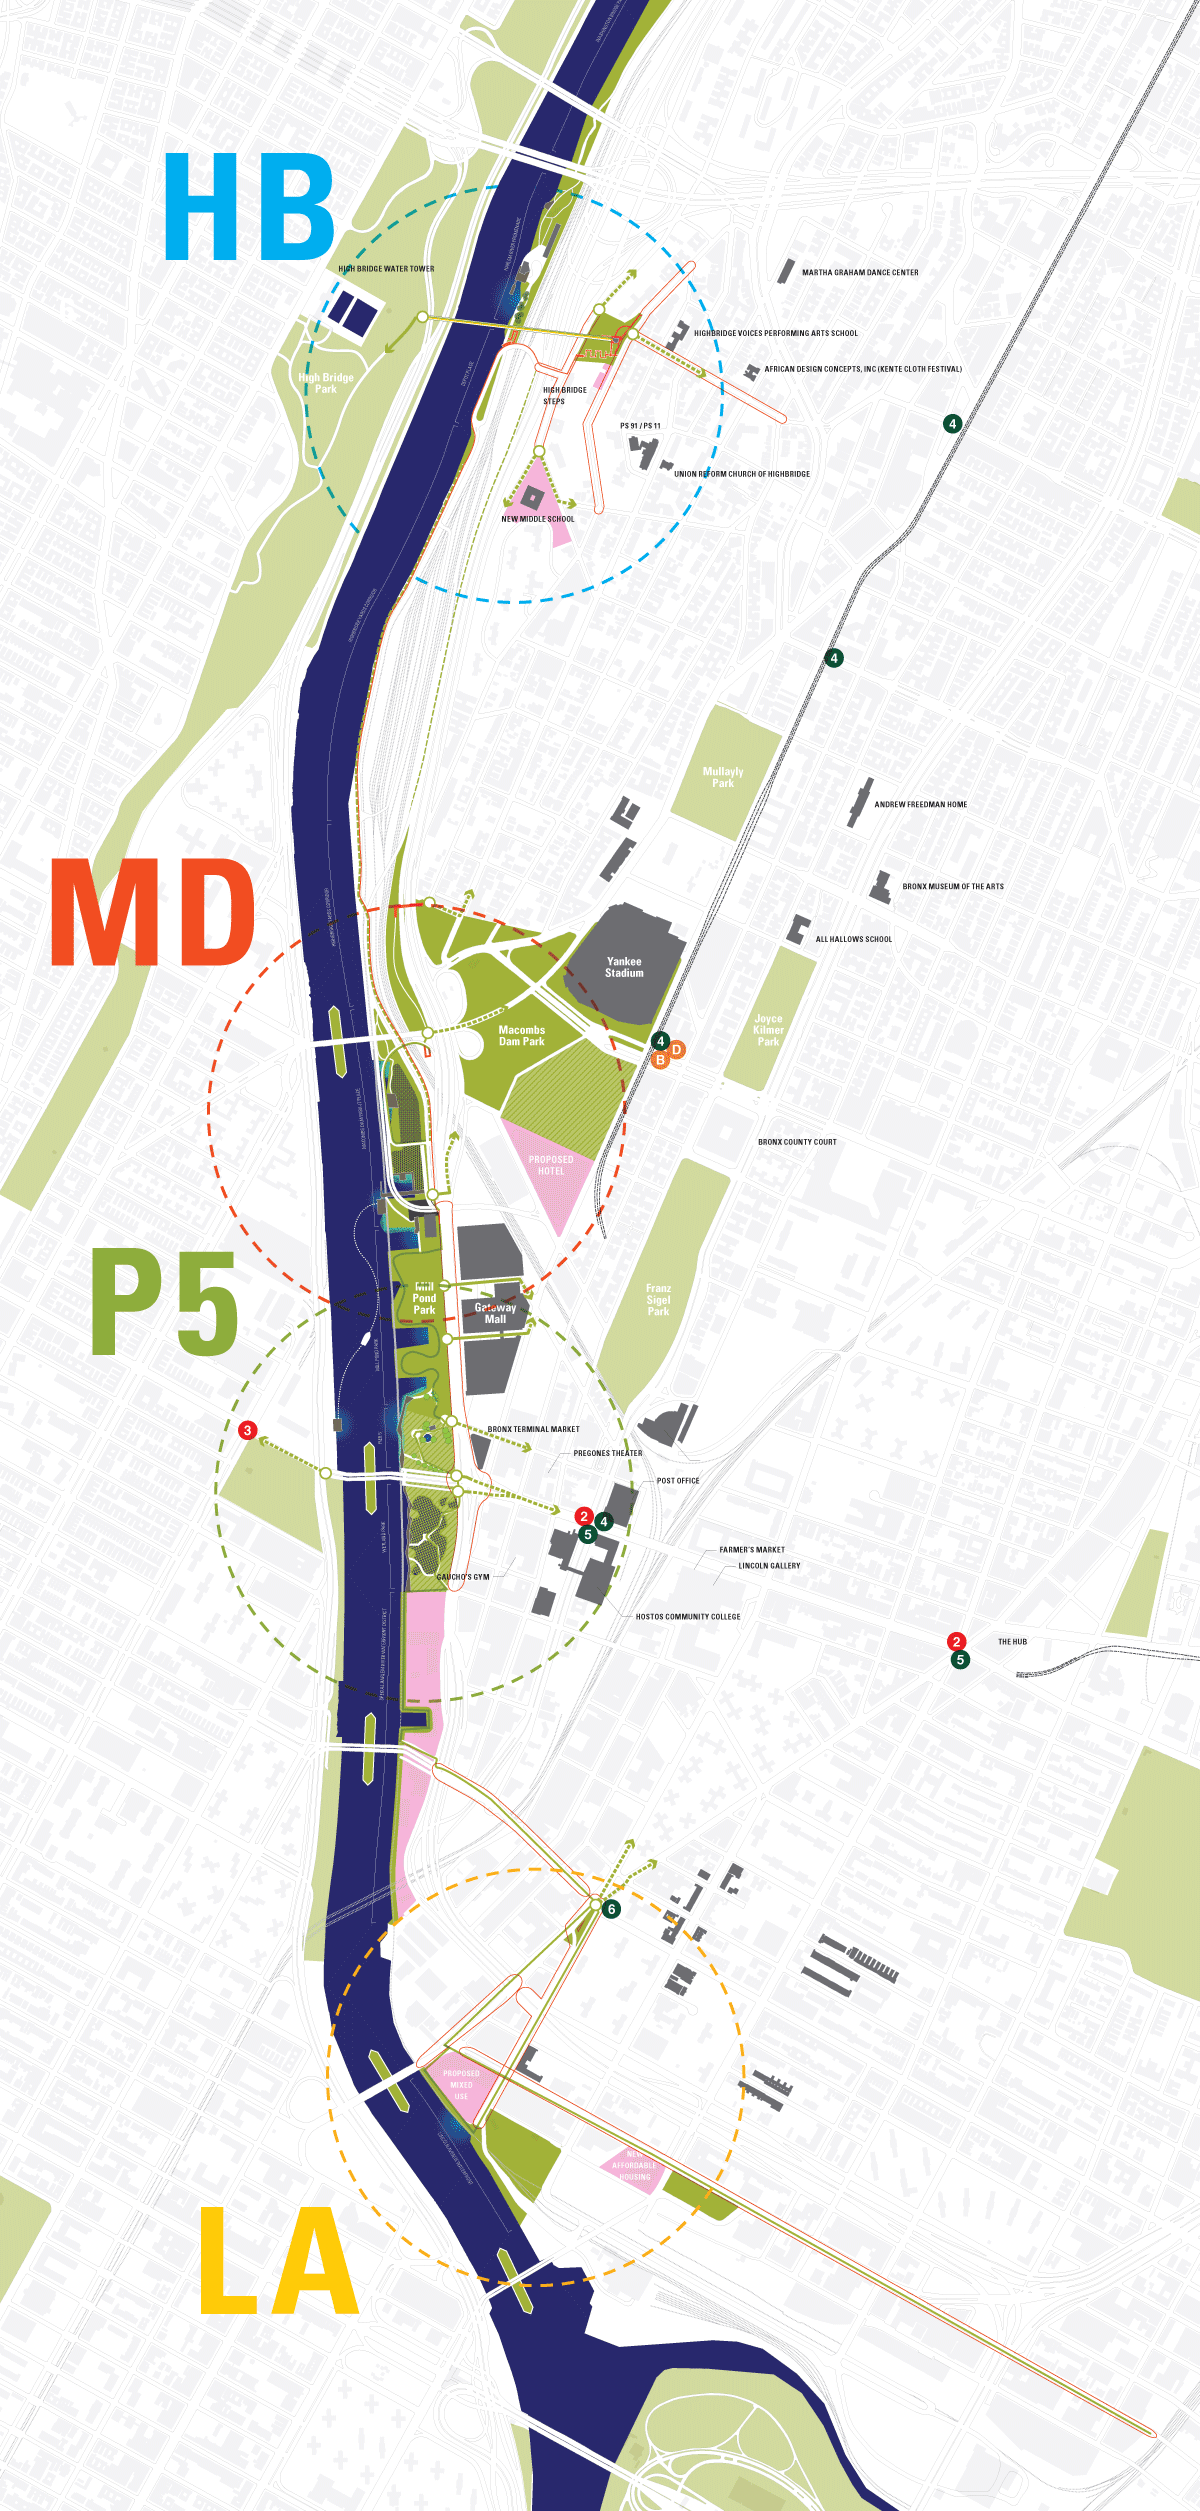 HB
HIGH BRIDGE WATER TOWER
MARTHA GRAHAM DANCE CENTER
HIGHBRIDGE VOICES PERFORMING ARTS SCHOOL
AFRICAN DESIGN CONCEPTS, INC (KENTE CLOTH FESTIVAL)
High Bridge
Park
HIGH BRIDGE
STEPS
4
PS 91 / PS 11
UNION REFORM CHURCH OF HIGHBRIDGE
NEW MIDDLE SCHOOL
4
Mullayly
Park
ANDREW FREEDMAN HOME
MD
BRONX MUSEUM OF THE ARTS
ALL HALLOWS SCHOOL
Yankee
Stadium
Macombs
Dam Park
Joyce
Kilmer
Park
4
D
B
BRONX COUNTY COURT
PROPOSED
HOTEL
P5
Mill
Pond
Park
Gateway
Mall
Franz
Sigel
Park
3
BRONX TERMINAL MARKET
PREGONES THEATER
POST OFFICE
2
4
5
FARMER'S MARKET
LINCOLN GALLERY
GAUCHO'S GYM
HOSTOS COMMUNITY COLLEGE
2
5
THE HUB
6
PROPOSED
MIXED
USE
NEW
AFFORDABLE
HOUSING
LA